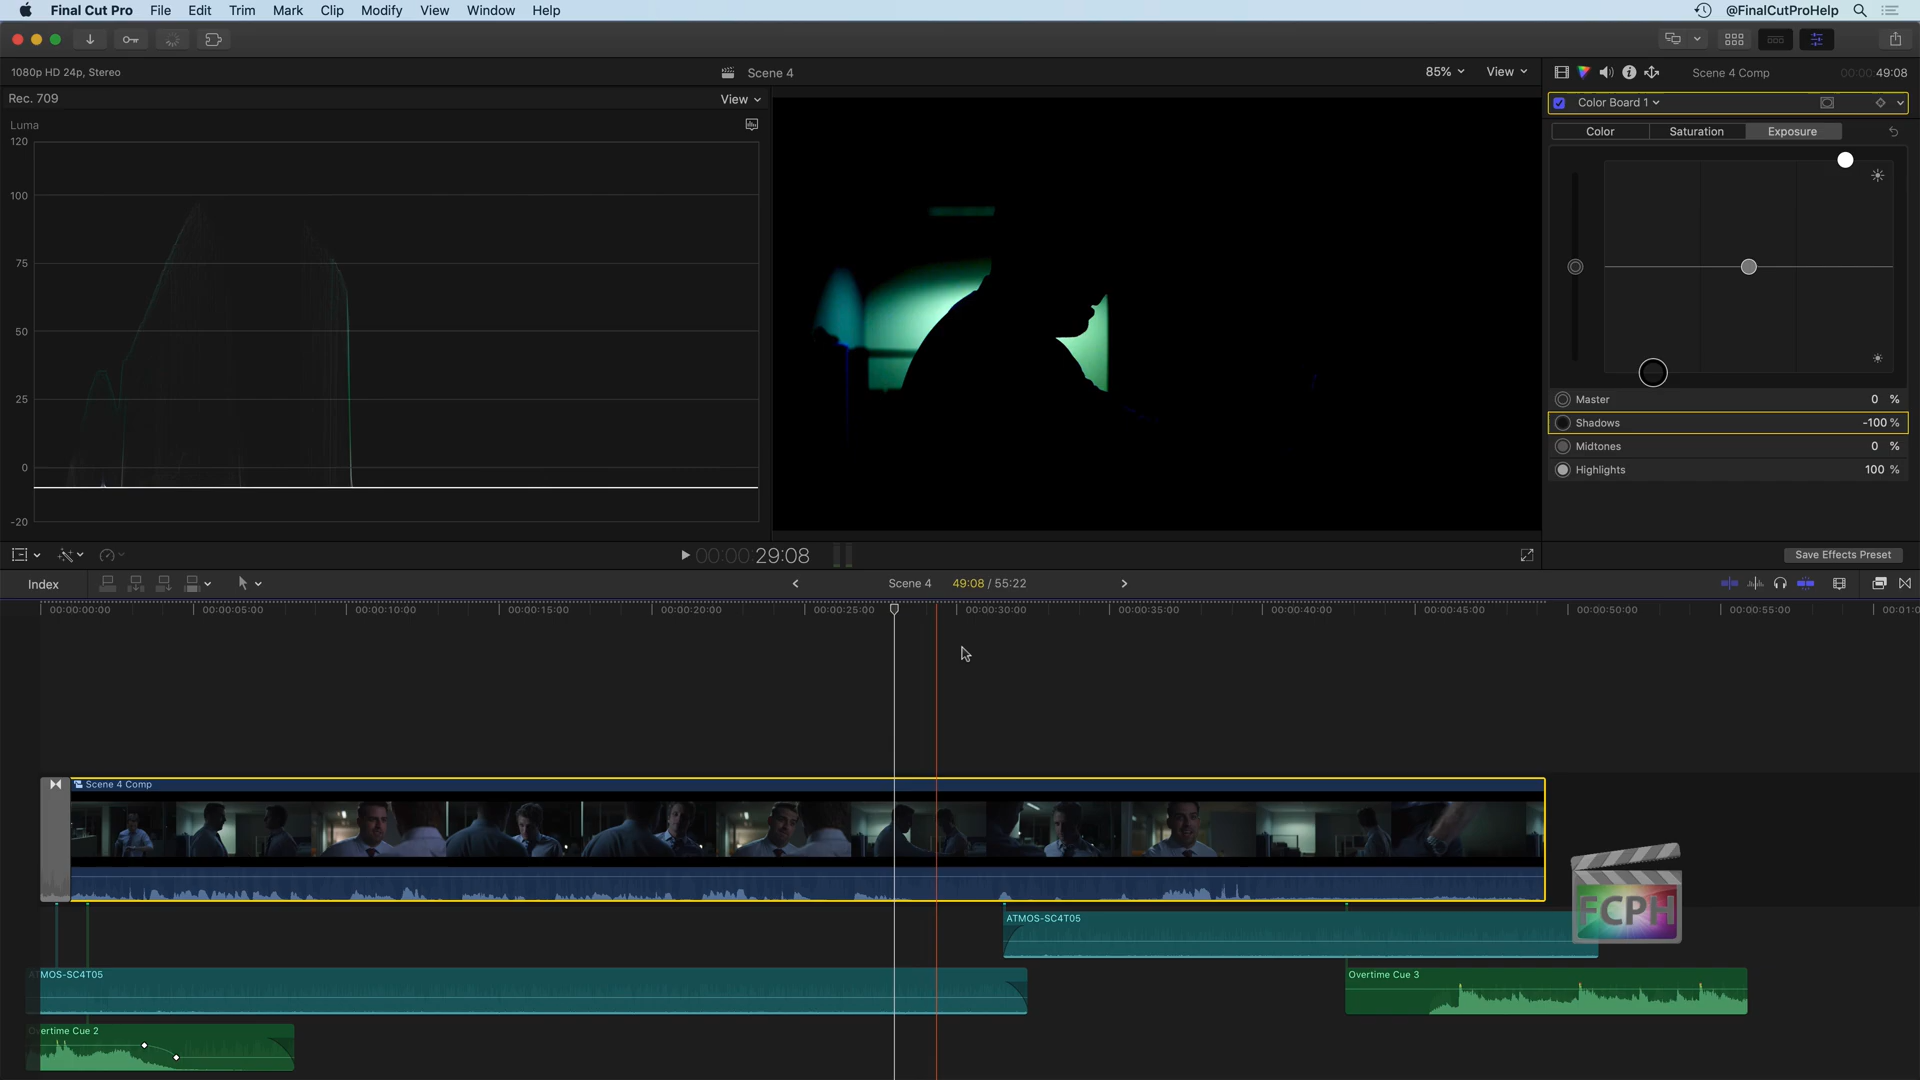 Final Cut Pro File Edit Trim Mark Clip Modify View Window Help @FinalCutProHelp
1080p HD 24p, Stereo Scene 4 85% View Scene 4 Comp 00:00:49:08
Rec. 709 View Color Board 1
Luma
Color Saturation Exposure
120
100
75
50
25
0
-20
Master 0 %
Shadows -100 %
Midtones 0 %
Highlights 100 %
00:00:29:08 Save Effects Preset
Index Scene 4 49:08 / 55:22
00:00:00:00 00:00:05:00 00:00:10:00 00:00:15:00 00:00:20:00 00:00:25:00 00:00:30:00 00:00:35:00 00:00:40:00 00:00:45:00 00:00:50:00 00:00:55:00 00:01:0
Scene 4 Comp
FCPH
ATMOS-SC4T05
ATMOS-SC4T05
Overtime Cue 3
Overtime Cue 2